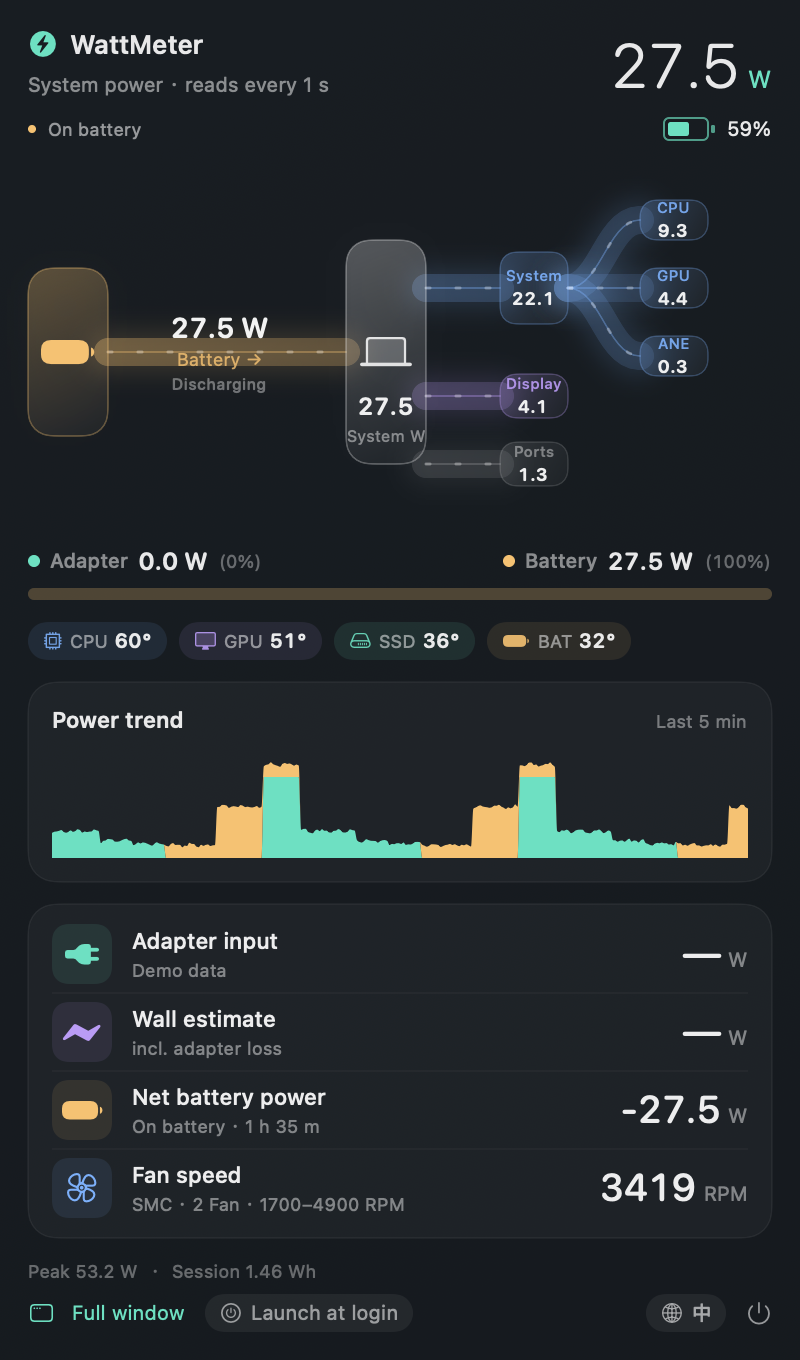 WattMeter
27.5 W
System power · reads every 1 s
On battery
59%
CPU
9.3
System
22.1
GPU
4.4
27.5 W
Battery →
Discharging
ANE
0.3
27.5
System W
Display
4.1
Ports
1.3
Adapter 0.0 W (0%)
Battery 27.5 W (100%)
CPU 60°
GPU 51°
SSD 36°
BAT 32°
Power trend
Last 5 min
Adapter input
Demo data
— W
Wall estimate
incl. adapter loss
— W
Net battery power
On battery · 1 h 35 m
-27.5 W
Fan speed
SMC · 2 Fan · 1700–4900 RPM
3419 RPM
Peak 53.2 W · Session 1.46 Wh
Full window
Launch at login
中